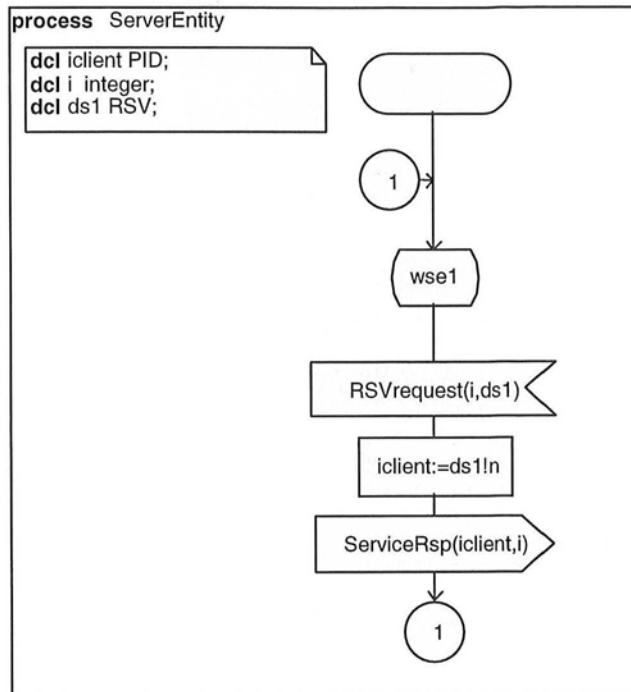 process ServerEntity
dcl iclient PID;
dcl i integer;
dcl ds1 RSV;
1
wse1
RSVrequest(i,ds1)
iclient:=ds1!n
ServiceRsp(iclient,i)
1